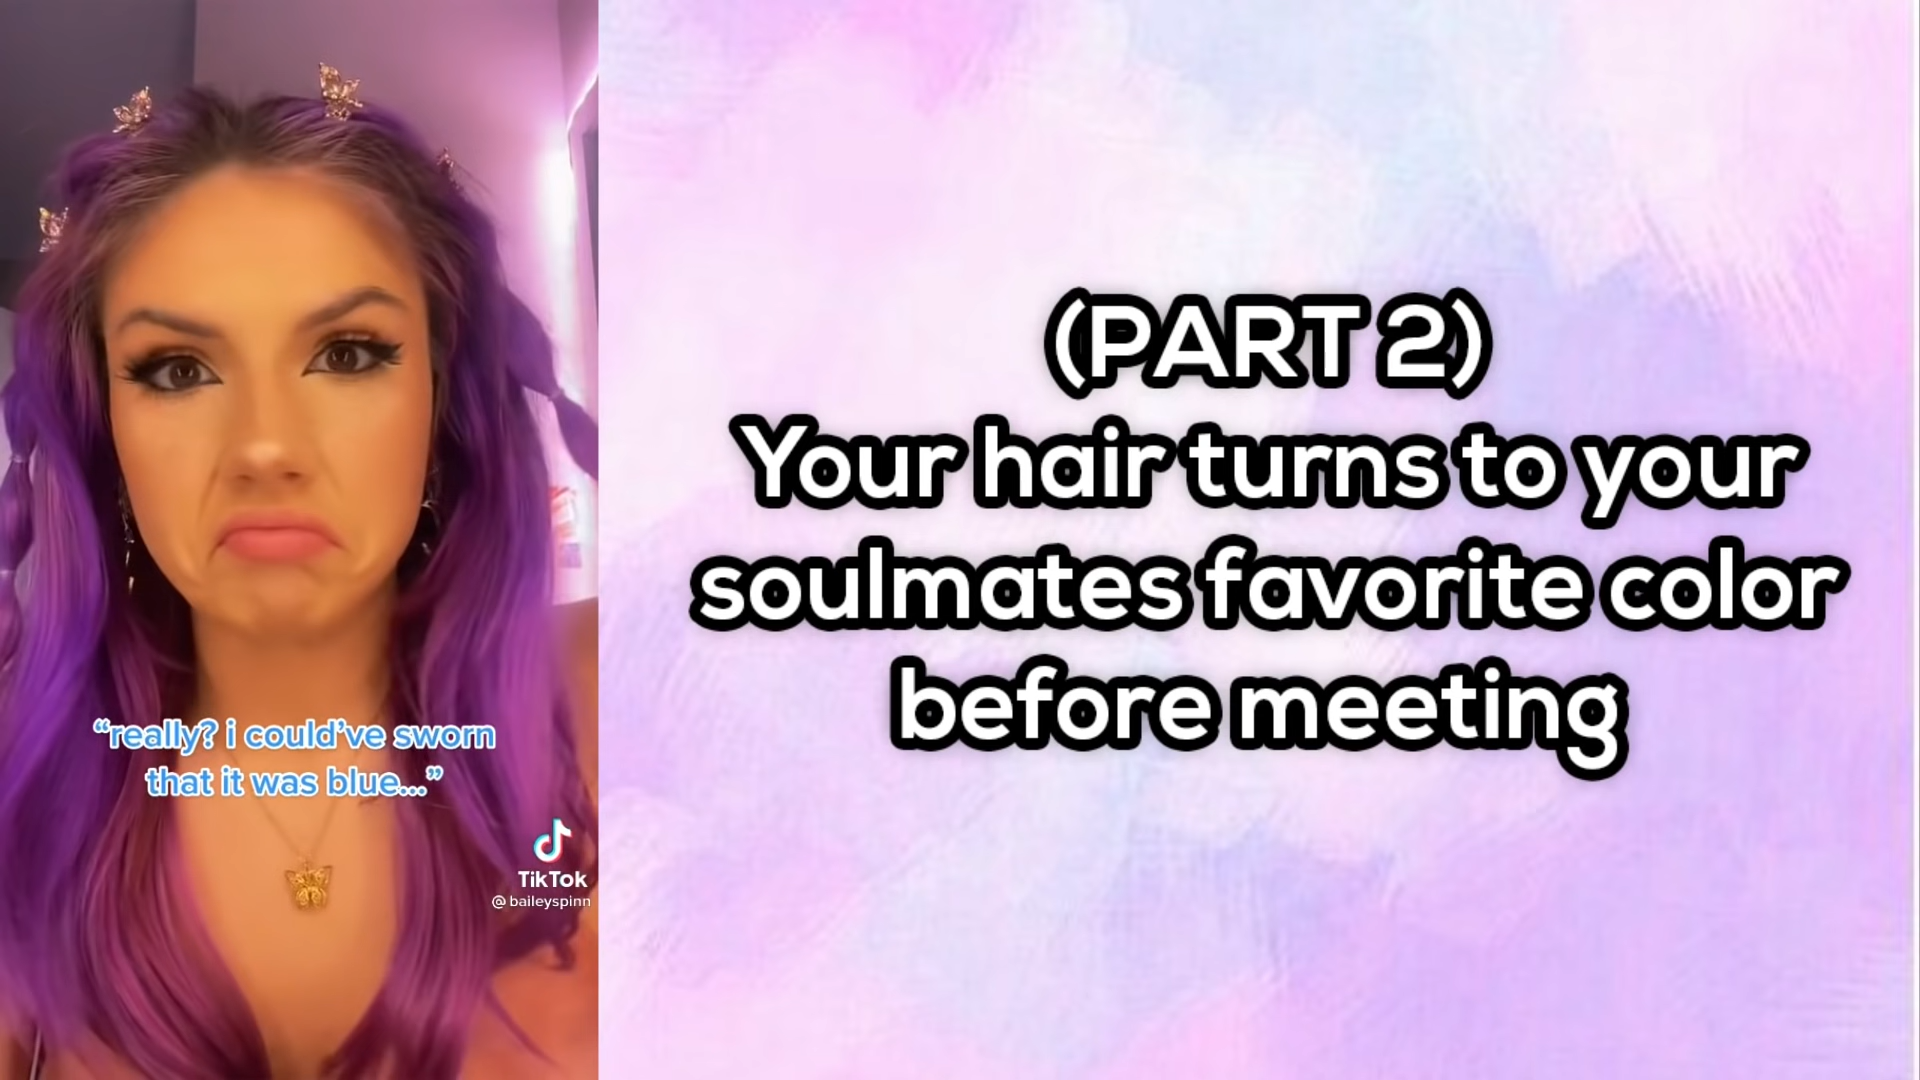 “really? i could’ve sworn
that it was blue...”
TikTok
@baileyspinn
(PART 2)
Your hair turns to your
soulmates favorite color
before meeting